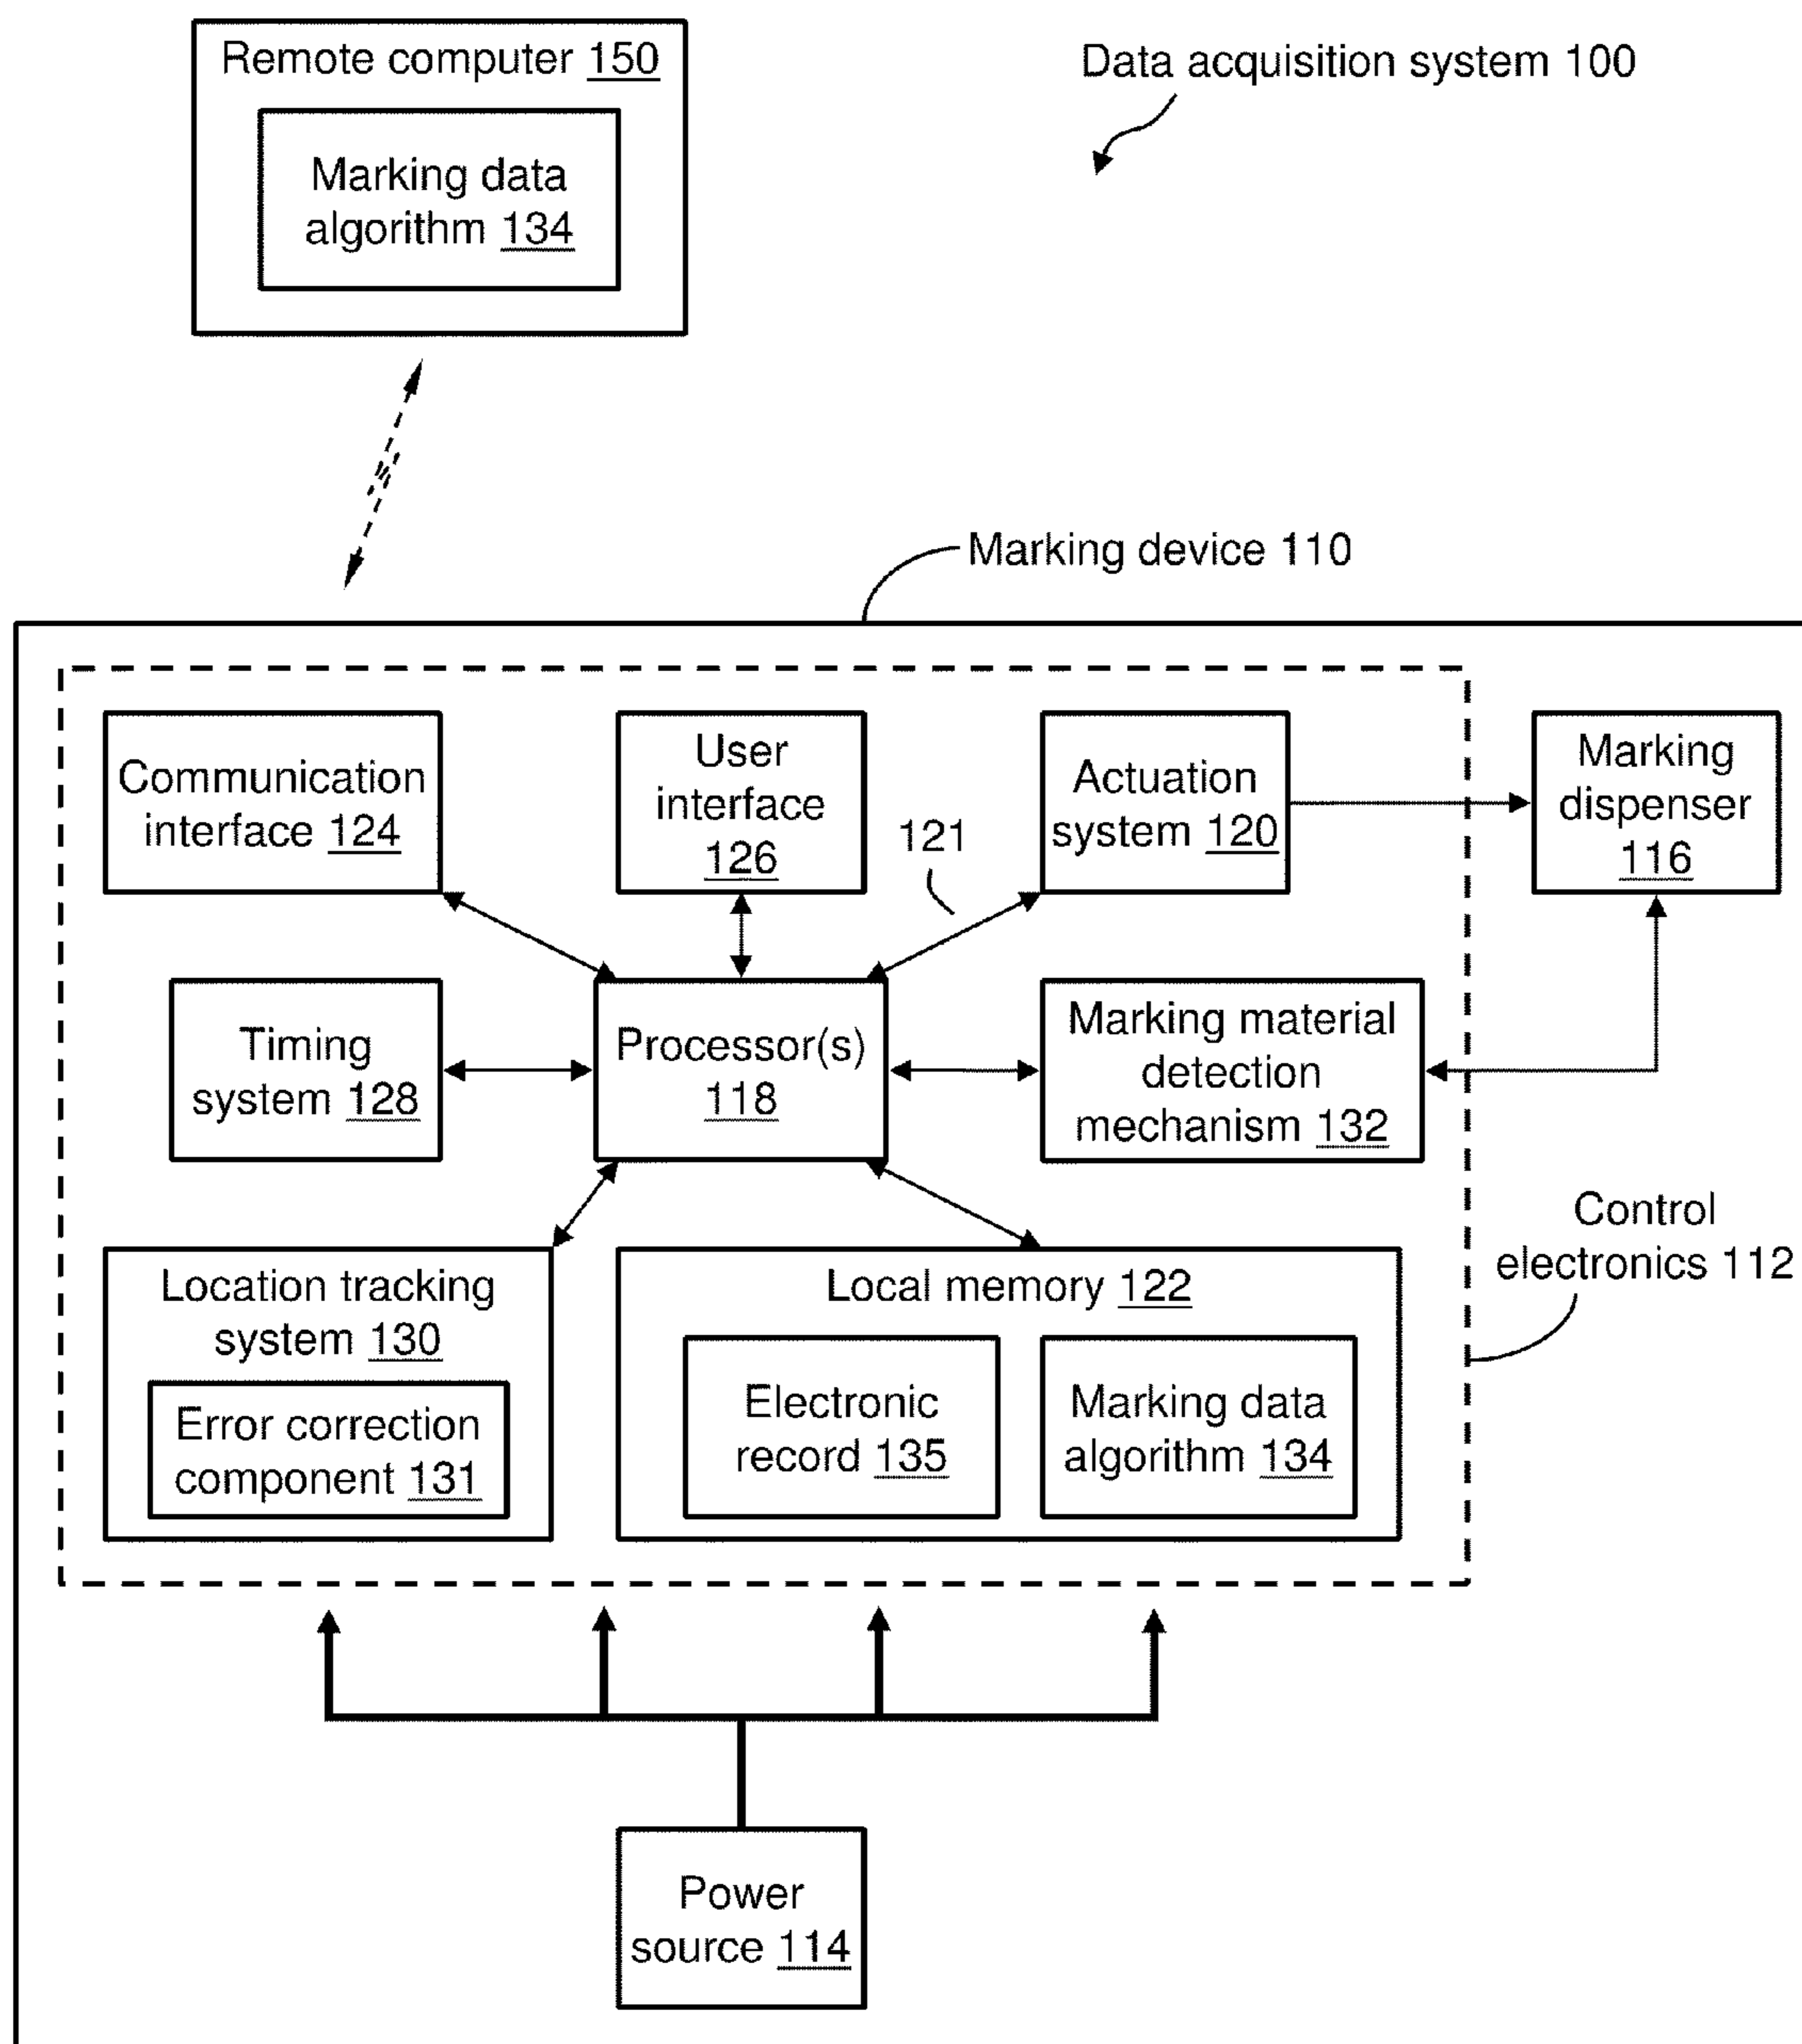 Remote computer 150
Marking data
algorithm 134
Data acquisition system 100
Marking device 110
Communication
interface 124
User
interface
126
Actuation
system 120
Marking
dispenser
116
121
Timing
system 128
Processor(s)
118
Marking material
detection
mechanism 132
Control
electronics 112
Location tracking
system 130
Error correction
component 131
Local memory 122
Electronic
record 135
Marking data
algorithm 134
Power
source 114